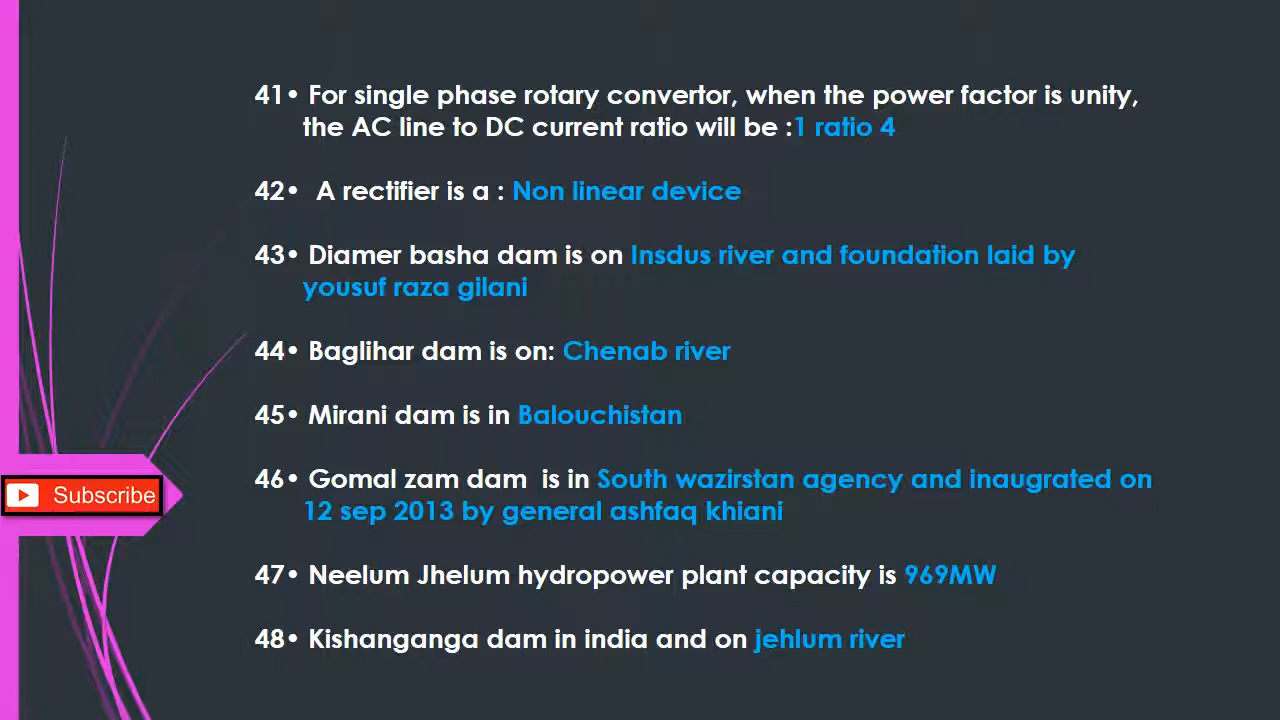 41• For single phase rotary convertor, when the power factor is unity,
the AC line to DC current ratio will be :1 ratio 4
42• A rectifier is a : Non linear device
43• Diamer basha dam is on Insdus river and foundation laid by
yousuf raza gilani
44• Baglihar dam is on: Chenab river
45• Mirani dam is in Balouchistan
46• Gomal zam dam is in South wazirstan agency and inaugrated on
12 sep 2013 by general ashfaq khiani
47• Neelum Jhelum hydropower plant capacity is 969MW
48• Kishanganga dam in india and on jehlum river
Subscribe